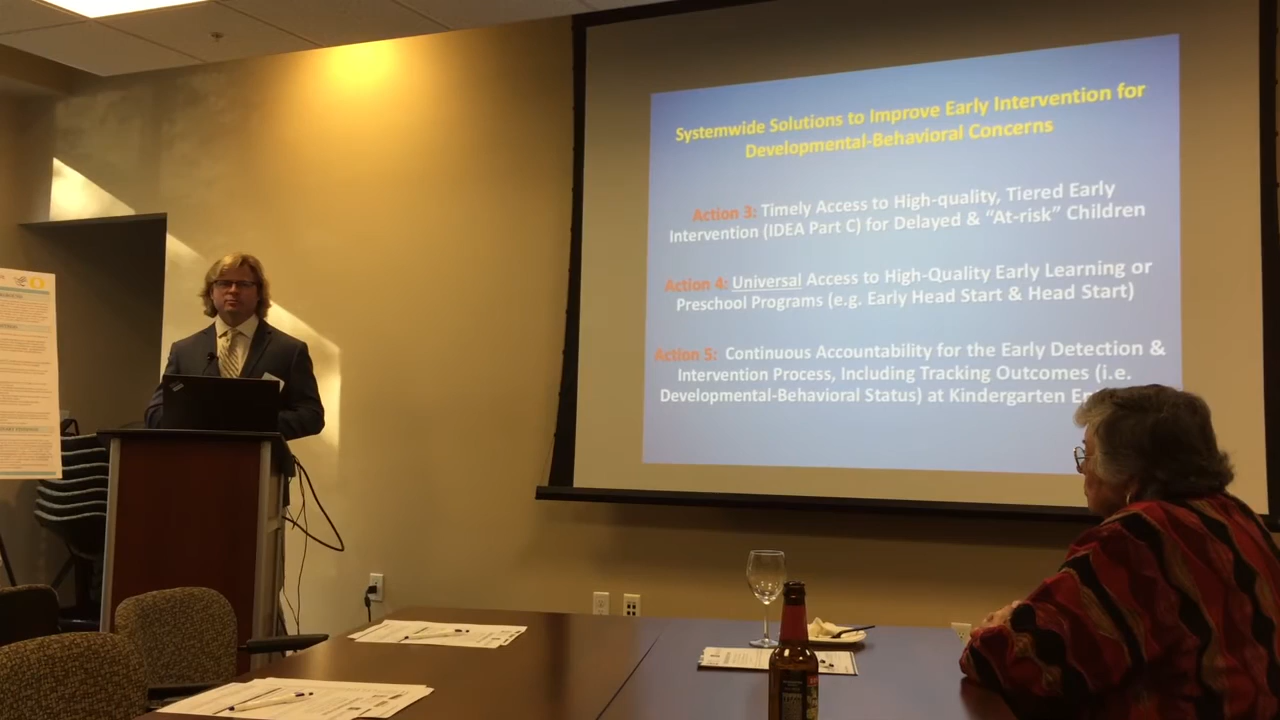 Systemwide Solutions to Improve Early Intervention for
Developmental-Behavioral Concerns
Action 3: Timely Access to High-quality, Tiered Early
Intervention (IDEA Part C) for Delayed & “At-risk” Children
Action 4: Universal Access to High-Quality Early Learning or
Preschool Programs (e.g. Early Head Start & Head Start)
Action 5: Continuous Accountability for the Early Detection &
Intervention Process, Including Tracking Outcomes (i.e.
Developmental-Behavioral Status) at Kindergarten